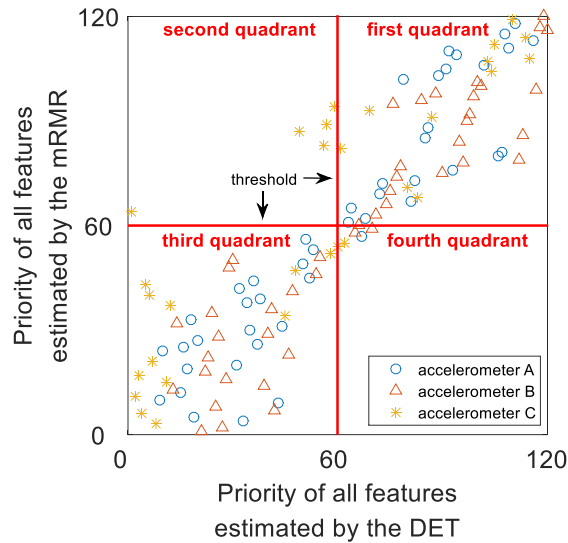 120
second quadrant
first quadrant
threshold
60
third quadrant
fourth quadrant
accelerometer A
accelerometer B
accelerometer C
0
0
60
120
Priority of all features
estimated by the mRMR
Priority of all features
estimated by the DET